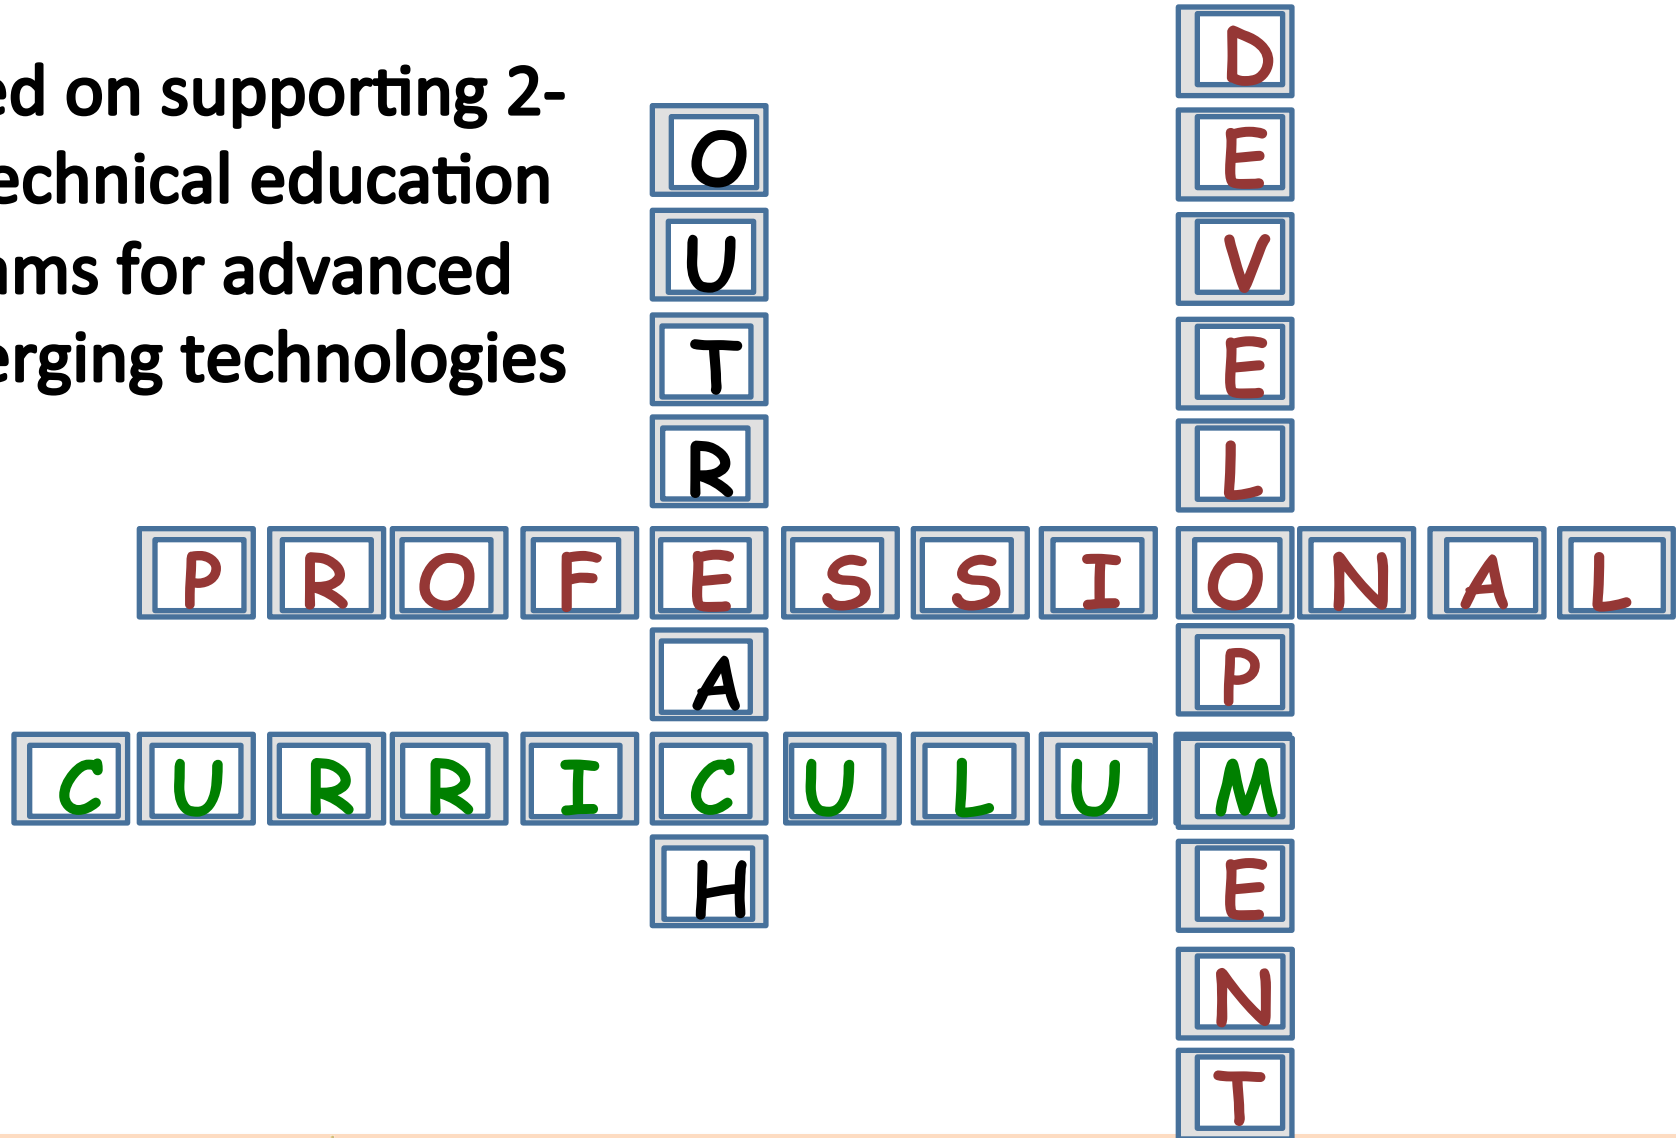 ed on supporting 2-
echnical education
ams for advanced
erging technologies
OUTREACH
DEVELOPMENT
PROFESSIONAL
CURRICULUM